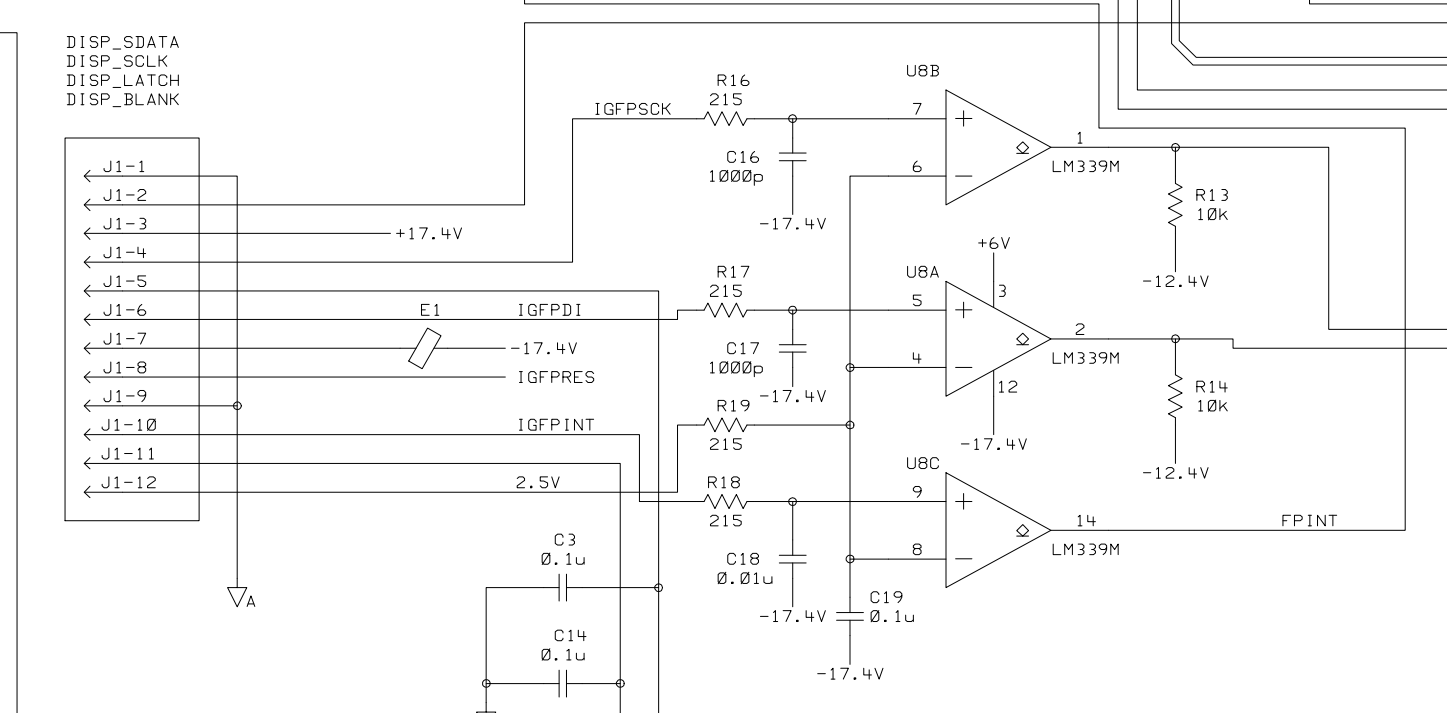 DISP_SDATA
DISP_SCLK
DISP_LATCH
DISP_BLANK
J1-1
J1-2
J1-3
+17.4V
J1-4
J1-5
J1-6
E1
IGFPDI
J1-7
-17.4V
J1-8
IGFPRES
J1-9
J1-10
IGFPINT
J1-11
J1-12
2.5V
IGFPSCK
R16
215
C16
1000p
-17.4V
U8B
7
6
1
LM339M
R13
10k
-12.4V
R17
215
C17
1000p
-17.4V
+6V
U8A
3
5
4
2
12
LM339M
-17.4V
R14
10k
-12.4V
R19
215
R18
215
C18
0.01u
-17.4V
U8C
9
8
14
LM339M
FPINT
C19
0.1u
-17.4V
C3
0.1u
C14
0.1u
A